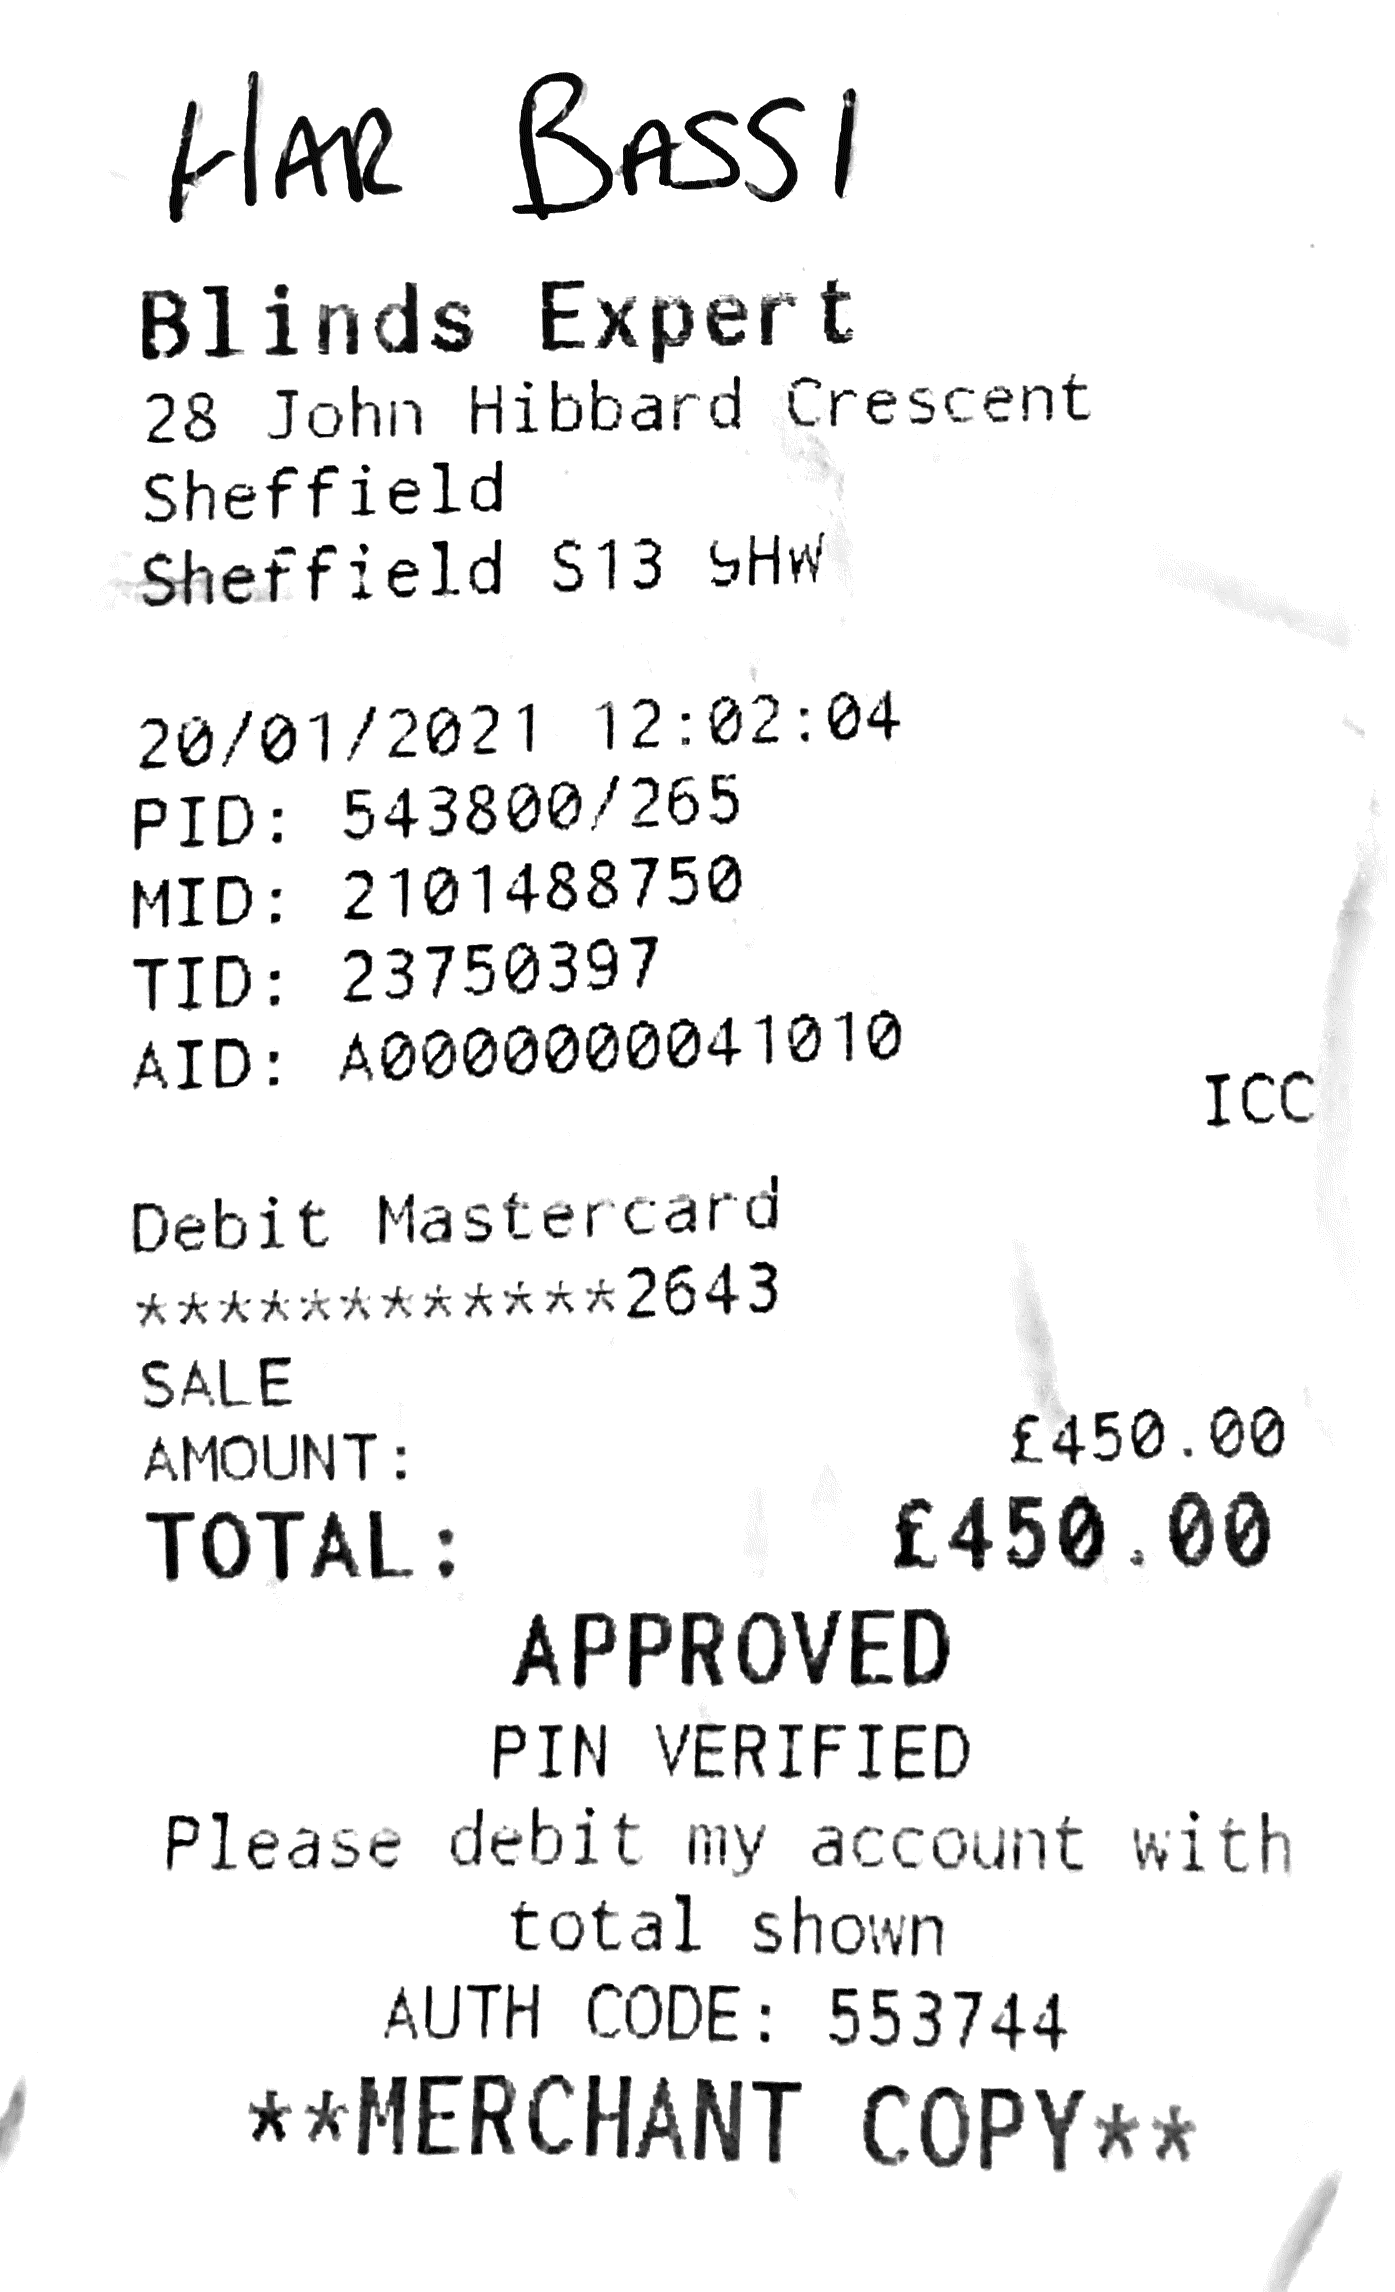 HAR BASSI
Blinds Expert
28 John Hibbard Crescent
Sheffield
Sheffield S13 9HW
20/01/2021 12:02:04
PID: 543800/265
MID: 2101488750
TID: 23750397
AID: A0000000041010
ICC
Debit Mastercard
************2643
SALE
AMOUNT: £450.00
TOTAL: £450.00
APPROVED
PIN VERIFIED
Please debit my account with
total shown
AUTH CODE: 553744
**MERCHANT COPY**